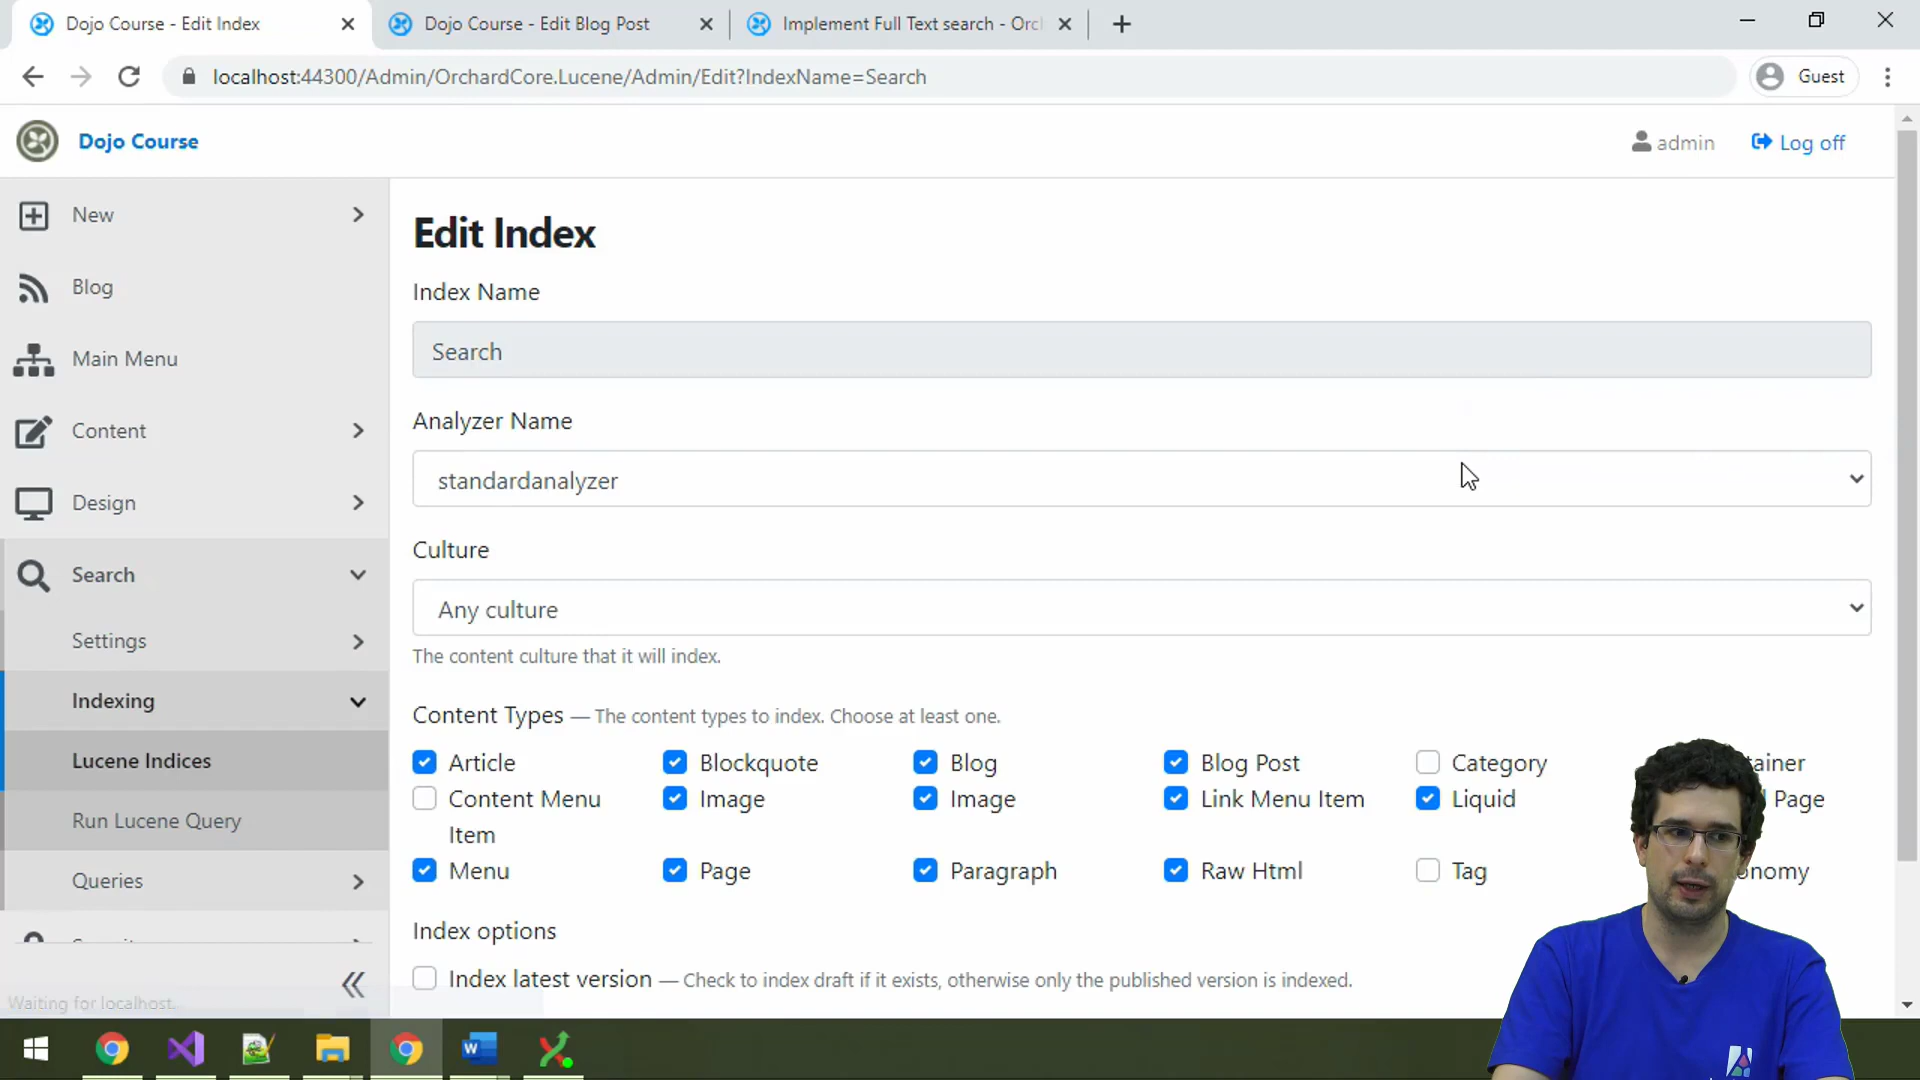 Dojo Course - Edit Index
Dojo Course - Edit Blog Post
Implement Full Text search - Orc
localhost:44300/Admin/OrchardCore.Lucene/Admin/Edit?IndexName=Search
Guest
Dojo Course
admin
Log off
New
Blog
Main Menu
Content
Design
Search
Settings
Indexing
Lucene Indices
Run Lucene Query
Queries
Edit Index
Index Name
Search
Analyzer Name
standardanalyzer
Culture
Any culture
The content culture that it will index.
Content Types — The content types to index. Choose at least one.
Article Blockquote Blog Blog Post Category tainer
Content Menu Item Image Image Link Menu Item Liquid Page
Menu Page Paragraph Raw Html Tag onomy
Index options
Index latest version — Check to index draft if it exists, otherwise only the published version is indexed.
Waiting for localhost.